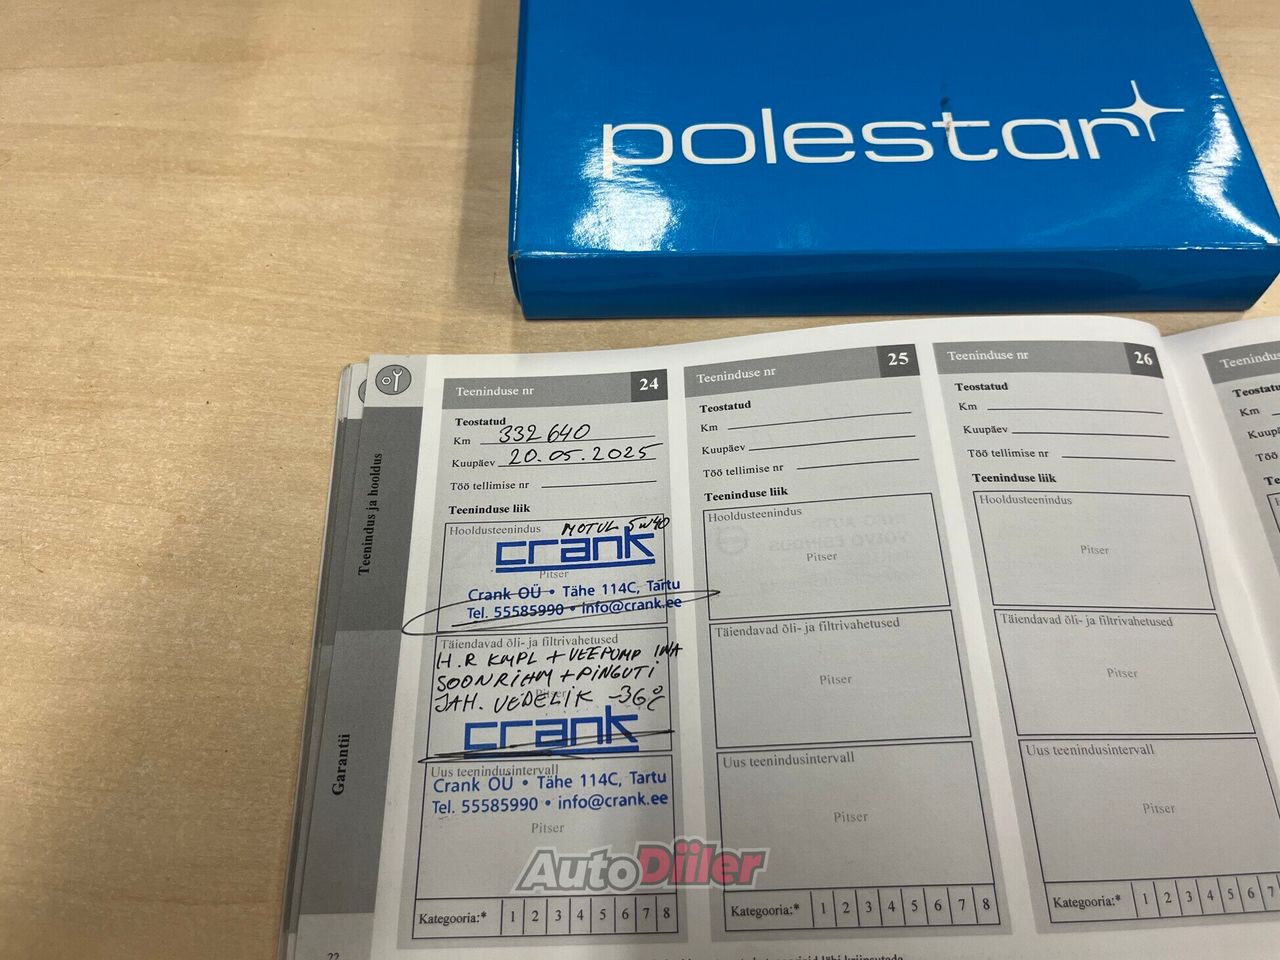 polestar
Teeninduse nr 24
Teostatud
Km 332 640
Kuupäev 20.05.2025
Töö tellimise nr
Teeninduse liik
Hooldusteenindus MOTUL 5W40
crank
Pitser
Crank OÜ • Tähe 114C, Tartu
Tel. 55585990 • info@crank.ee
Täiendavad õli- ja filtrivahetused
H.R KMPL + VEEPUMP INA
SOONRIHM + PINGUTI
Pitser
JAH. VEDELIK -36°C
crank
Uus teenindusintervall
Crank OÜ • Tähe 114C, Tartu
Tel. 55585990 • info@crank.ee
Pitser
Kategooria:* 1 2 3 4 5 6 7 8
Teeninduse nr 25
Teostatud
Km
Kuupäev
Töö tellimise nr
Teeninduse liik
Hooldusteenindus
Pitser
Täiendavad õli- ja filtrivahetused
Pitser
Uus teenindusintervall
Pitser
Kategooria:* 1 2 3 4 5 6 7 8
Teeninduse nr 26
Teostatud
Km
Kuupäev
Töö tellimise nr
Teeninduse liik
Hooldusteenindus
Pitser
Täiendavad õli- ja filtrivahetused
Pitser
Uus teenindusintervall
Pitser
Kategooria:* 1 2 3 4 5 6 7
Km
Teenindus ja hooldus
Garantii
22
AutoDiiler